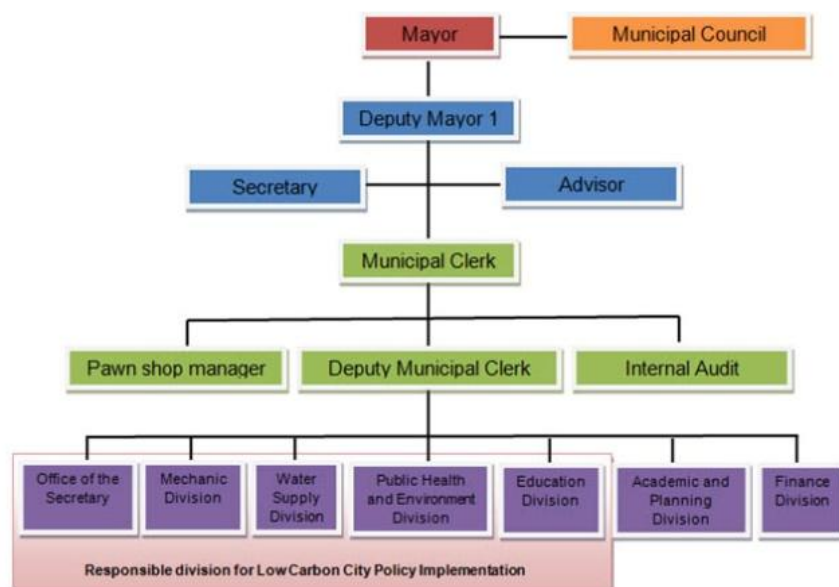 Mayor
Municipal Council
Deputy Mayor 1
Secretary
Advisor
Municipal Clerk
Pawn shop manager
Deputy Municipal Clerk
Internal Audit
Office of the
Secretary
Mechanic
Division
Water
Supply
Division
Public Health
and Environment
Division
Education
Division
Academic and
Planning
Division
Finance
Division
Responsible division for Low Carbon City Policy Implementation